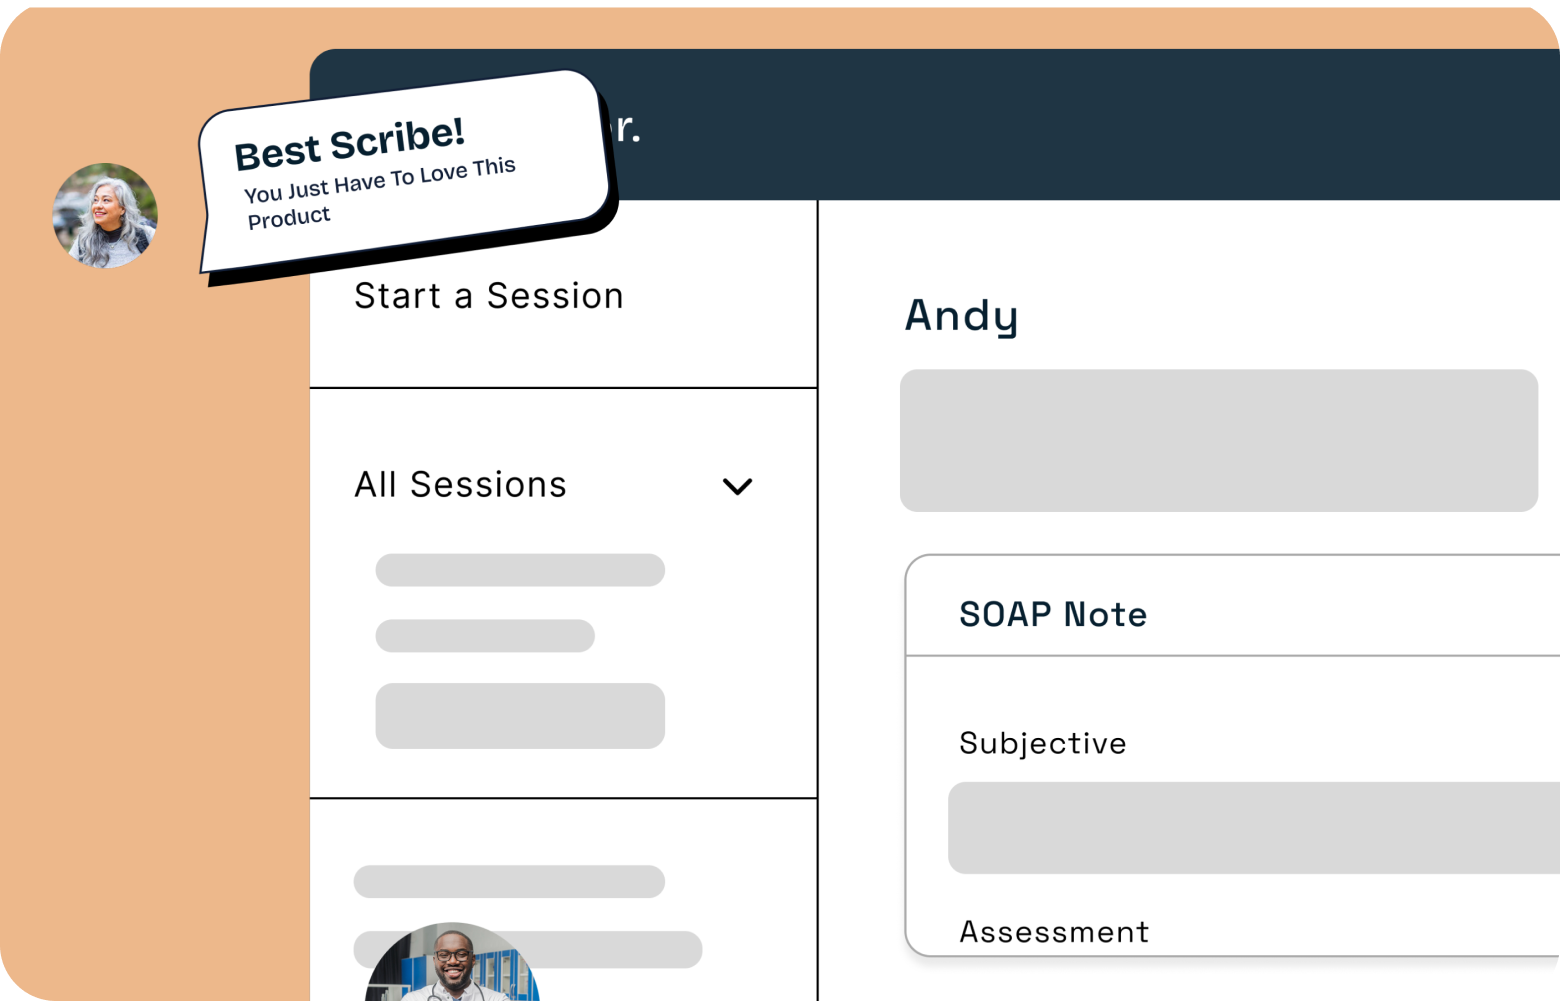 Best Scribe!
You Just Have To Love This
Product
r.
Start a Session
All Sessions
Andy
SOAP Note
Subjective
Assessment